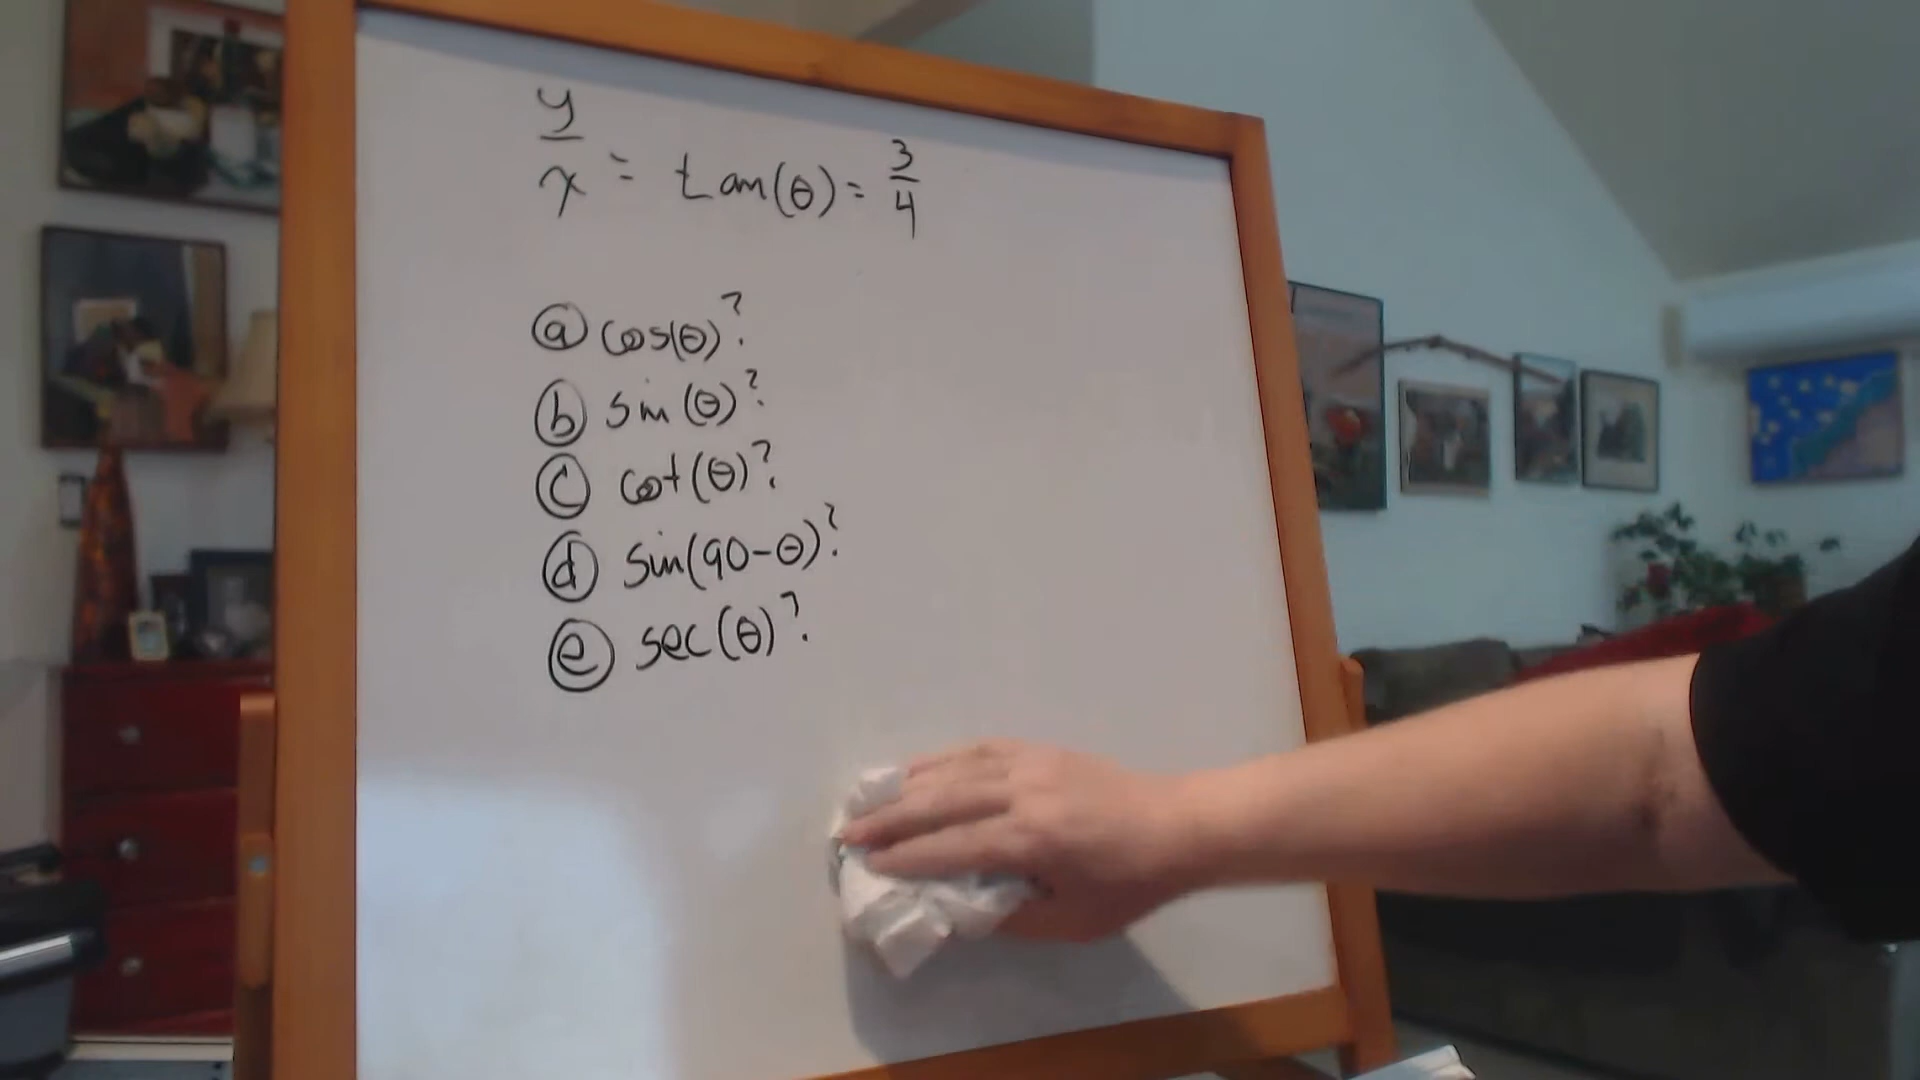 y/x = tan(θ) = 3/4
ⓐ cos(θ)?
ⓑ sin(θ)?
ⓒ cot(θ)?
ⓓ sin(90-θ)?
ⓔ sec(θ)?